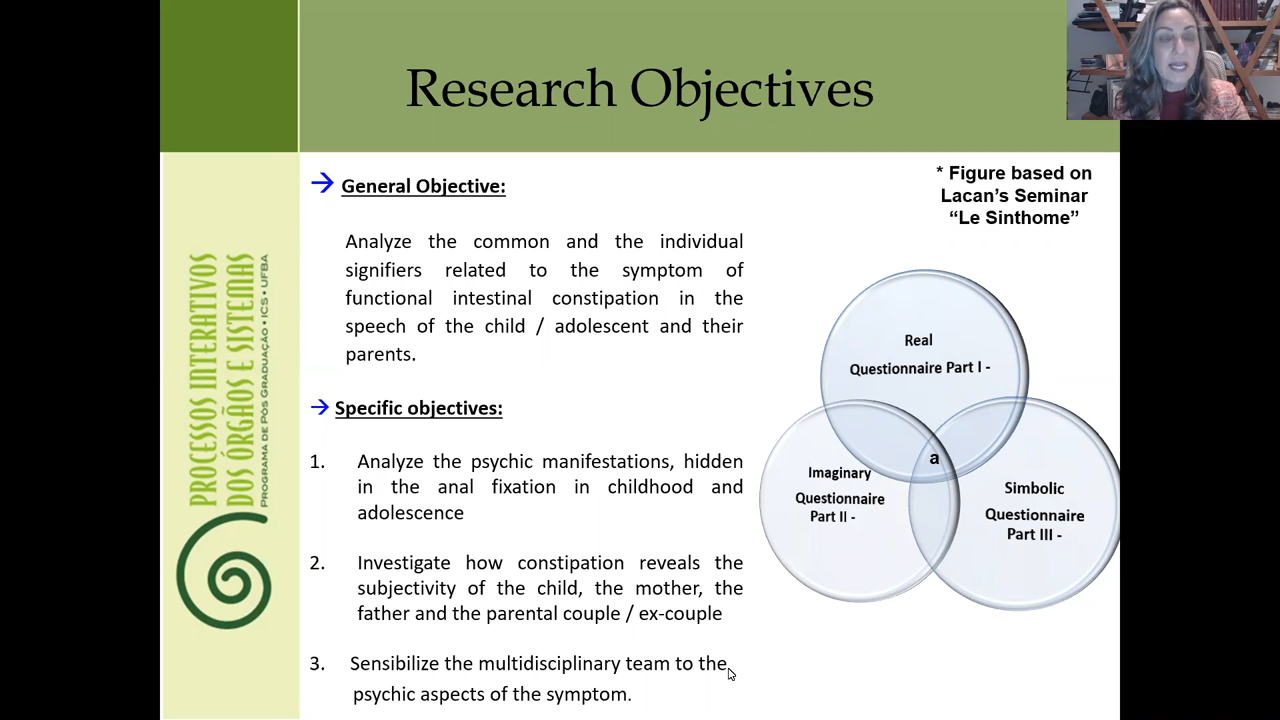 Research Objectives
→ General Objective:
Analyze the common and the individual
signifiers related to the symptom of
functional intestinal constipation in the
speech of the child / adolescent and their
parents.
→ Specific objectives:
1. Analyze the psychic manifestations, hidden
in the anal fixation in childhood and
adolescence
2. Investigate how constipation reveals the
subjectivity of the child, the mother, the
father and the parental couple / ex-couple
3. Sensibilize the multidisciplinary team to the
psychic aspects of the symptom.
* Figure based on
Lacan’s Seminar
“Le Sinthome”
Real
Questionnaire Part I -
a
Imaginary
Questionnaire
Part II -
Simbolic
Questionnaire
Part III -
PROCESSOS INTERATIVOS
DOS ÓRGÃOS E SISTEMAS
PROGRAMA DE PÓS GRADUAÇÃO • ICS • UFBA